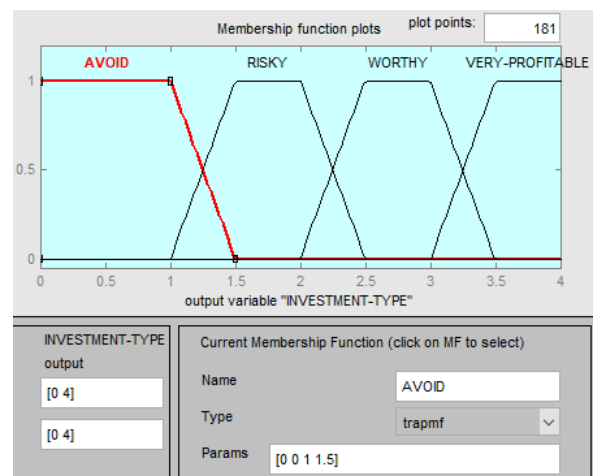 Membership function plots plot points: 181
AVOID RISKY WORTHY VERY-PROFITABLE
1
0.5
0
0 0.5 1 1.5 2 2.5 3 3.5 4
output variable "INVESTMENT-TYPE"
INVESTMENT-TYPE
output
[0 4]
[0 4]
Current Membership Function (click on MF to select)
Name AVOID
Type trapmf
Params [0 0 1 1.5]